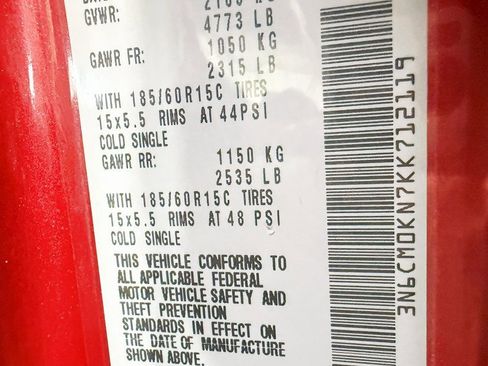 GVWR:
4773 LB
GAWR FR: 1050 KG
2315 LB
WITH 185/60R15C TIRES
15x5.5 RIMS AT 44PSI
COLD SINGLE
GAWR RR: 1150 KG
2535 LB
WITH 185/60R15C TIRES
15x5.5 RIMS AT 48 PSI
COLD SINGLE
THIS VEHICLE CONFORMS TO
ALL APPLICABLE FEDERAL
MOTOR VEHICLE SAFETY AND
THEFT PREVENTION
STANDARDS IN EFFECT ON
THE DATE OF MANUFACTURE
SHOWN ABOVE.
3N6CM0KN7KK712119